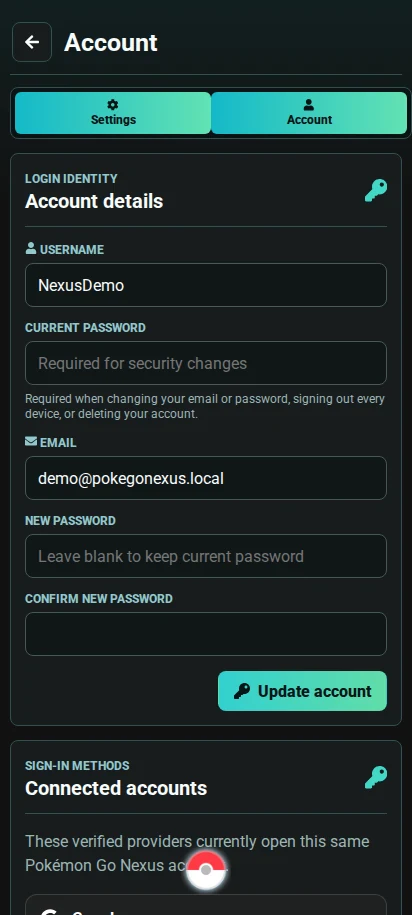 Account
Settings
Account
LOGIN IDENTITY
Account details
USERNAME
NexusDemo
CURRENT PASSWORD
Required for security changes
Required when changing your email or password, signing out every
device, or deleting your account.
EMAIL
demo@pokegonexus.local
NEW PASSWORD
Leave blank to keep current password
CONFIRM NEW PASSWORD
Update account
SIGN-IN METHODS
Connected accounts
These verified providers currently open this same
Pokémon Go Nexus